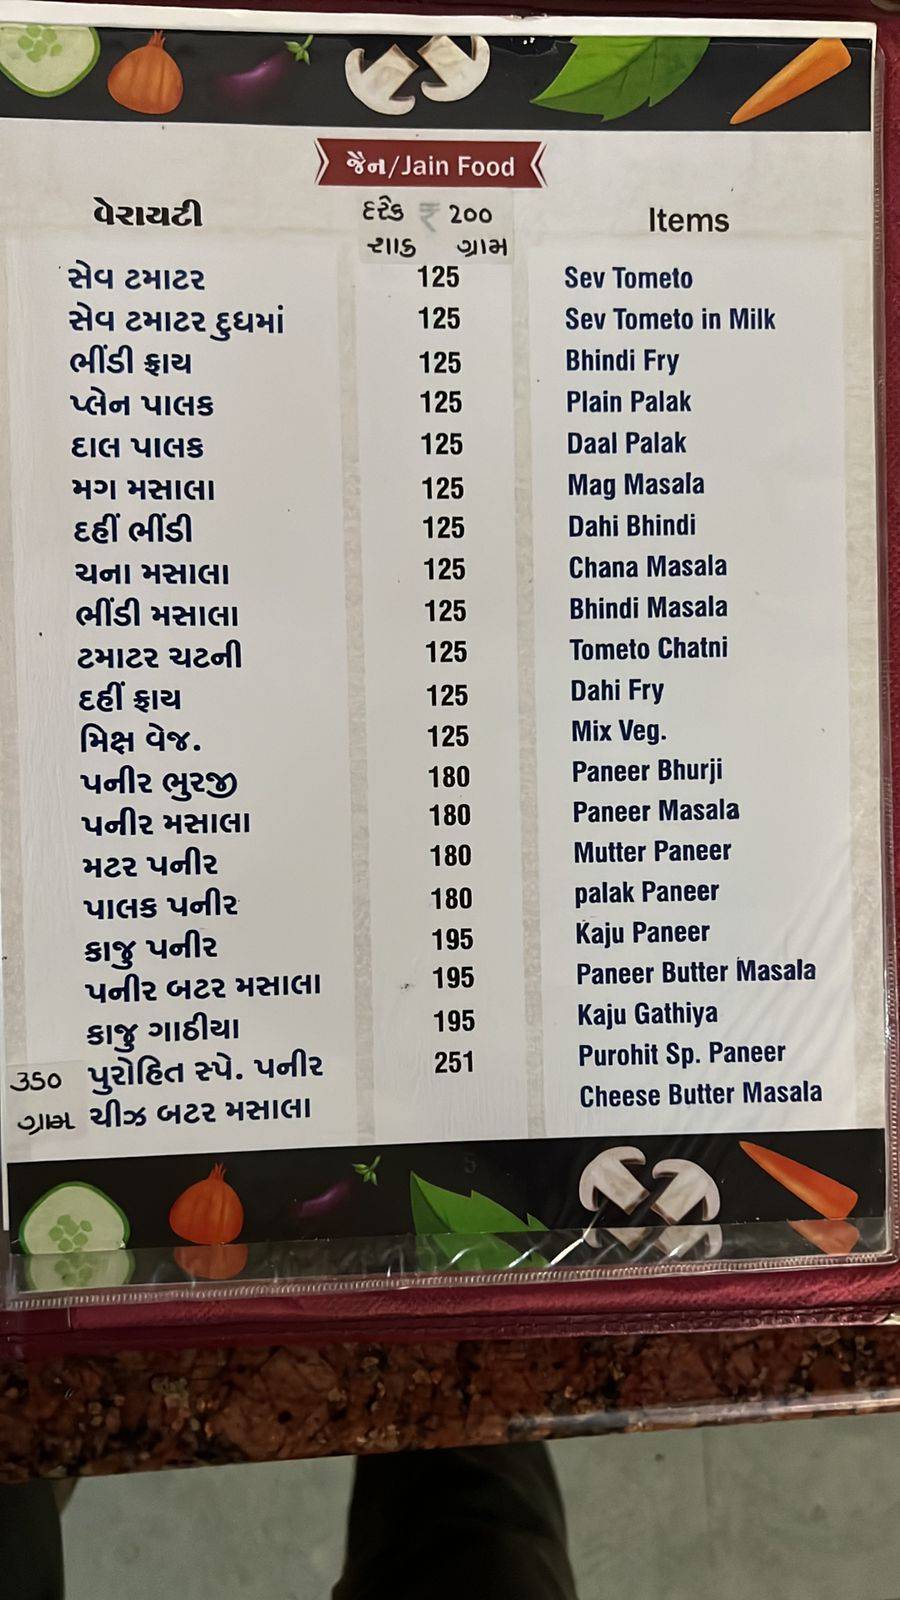 જૈન/Jain Food
વેરાયટી દરેક ₹ ૨૦૦ Items
શાક ગ્રામ
સેવ ટમાટર 125 Sev Tometo
સેવ ટમાટર દુધમાં 125 Sev Tometo in Milk
ભીંડી ફ્રાય 125 Bhindi Fry
પ્લેન પાલક 125 Plain Palak
દાલ પાલક 125 Daal Palak
મગ મસાલા 125 Mag Masala
દહીં ભીંડી 125 Dahi Bhindi
ચના મસાલા 125 Chana Masala
ભીંડી મસાલા 125 Bhindi Masala
ટમાટર ચટની 125 Tometo Chatni
દહીં ફ્રાય 125 Dahi Fry
મિક્ષ વેજ. 125 Mix Veg.
પનીર ભુરજી 180 Paneer Bhurji
પનીર મસાલા 180 Paneer Masala
મટર પનીર 180 Mutter Paneer
પાલક પનીર 180 palak Paneer
કાજુ પનીર 195 Kaju Paneer
પનીર બટર મસાલા 195 Paneer Butter Masala
કાજુ ગાઠીયા 195 Kaju Gathiya
૩૫૦ પુરોહિત સ્પે. પનીર 251 Purohit Sp. Paneer
ગ્રામ ચીઝ બટર મસાલા Cheese Butter Masala
5